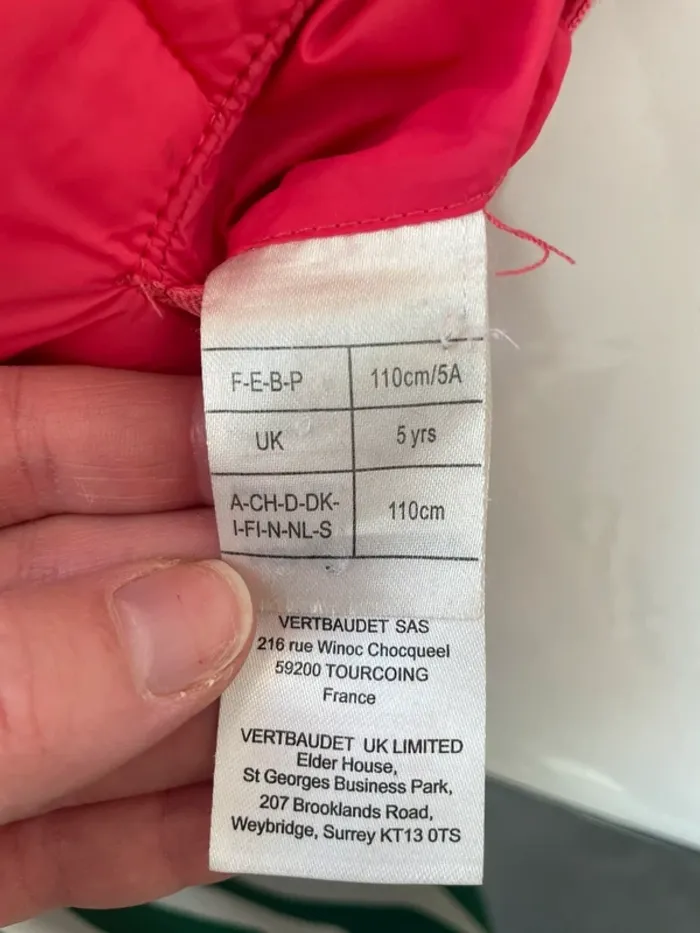 F-E-B-P 110cm/5A
UK 5 yrs
A-CH-D-DK-
I-FI-N-NL-S 110cm
VERTBAUDET SAS
216 rue Winoc Chocqueel
59200 TOURCOING
France
VERTBAUDET UK LIMITED
Elder House,
St Georges Business Park,
207 Brooklands Road,
Weybridge, Surrey KT13 0TS